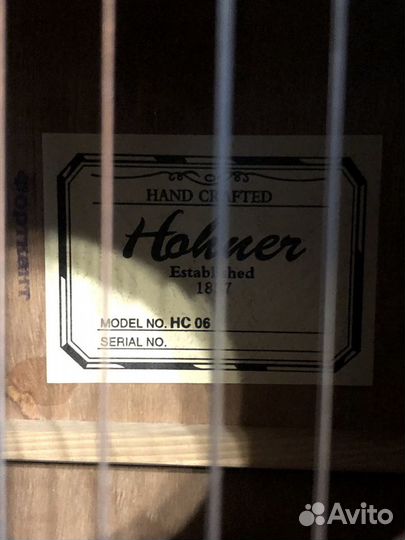 HAND CRAFTED
Hohner
Established
1857
MODEL NO. HC 06
SERIAL NO.
Avito